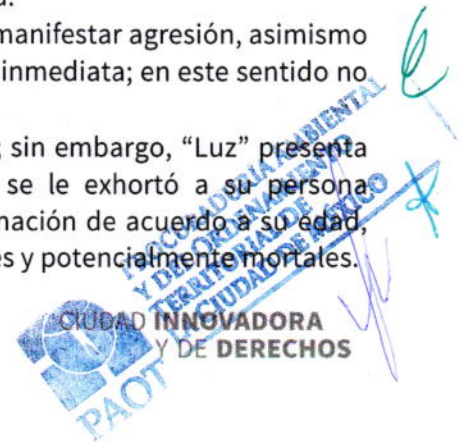 a.
manifestar agresión, asimismo
inmediata; en este sentido no
; sin embargo, “Luz” presenta
se le exhortó a su persona
mación de acuerdo a su edad,
es y potencialmente mortales.
PROCURADURÍA AMBIENTAL
Y DEL ORDENAMIENTO
TERRITORIAL DE
LA CIUDAD DE MÉXICO
PAOT
CIUDAD INNOVADORA
Y DE DERECHOS